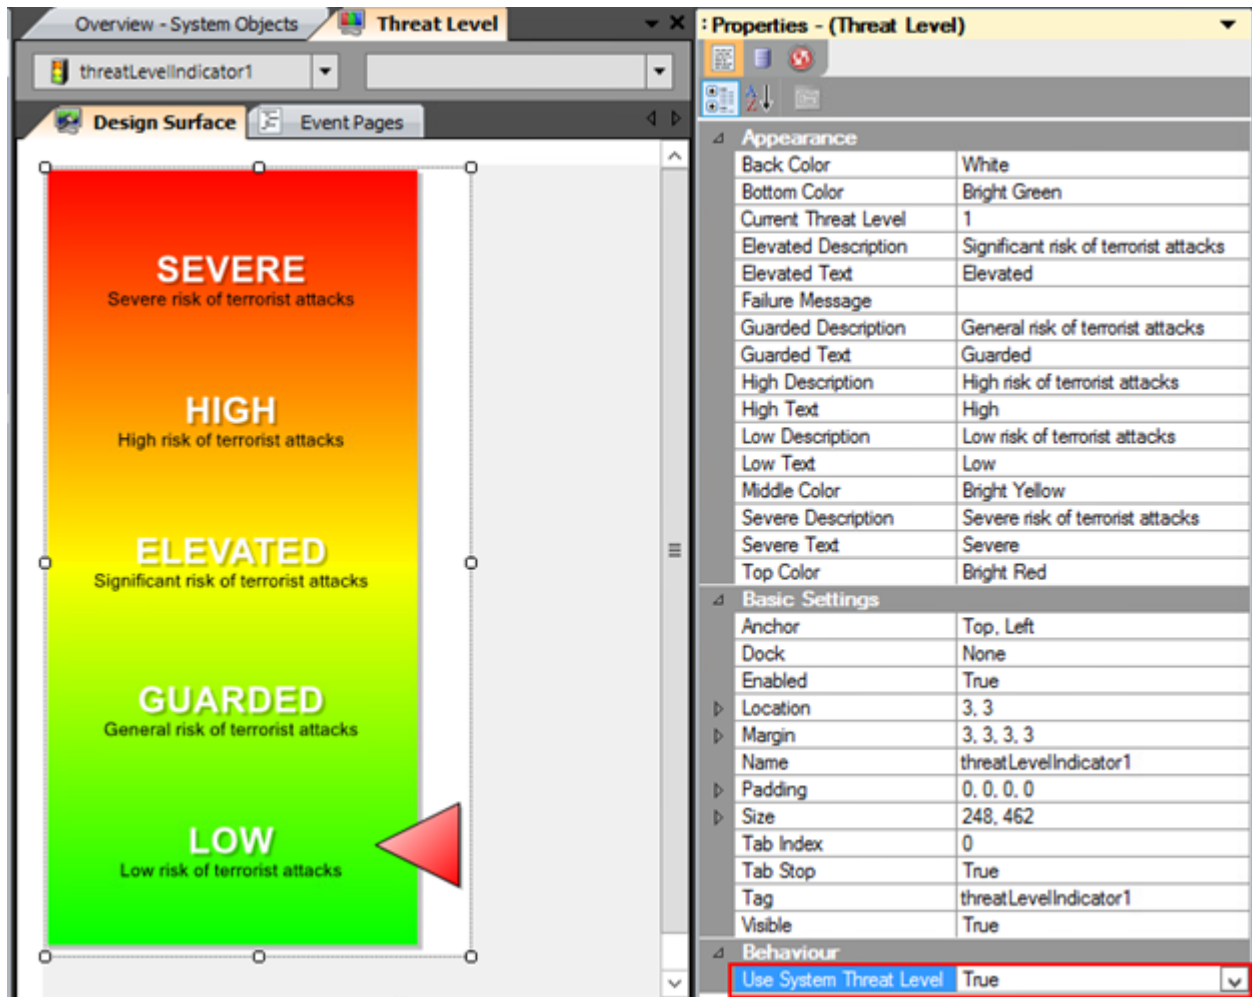 Overview - System Objects
Threat Level
threatLevelIndicator1
Design Surface
Event Pages
SEVERE
Severe risk of terrorist attacks
HIGH
High risk of terrorist attacks
ELEVATED
Significant risk of terrorist attacks
GUARDED
General risk of terrorist attacks
LOW
Low risk of terrorist attacks
Properties - (Threat Level)
Appearance
Back Color White
Bottom Color Bright Green
Current Threat Level 1
Elevated Description Significant risk of terrorist attacks
Elevated Text Elevated
Failure Message
Guarded Description General risk of terrorist attacks
Guarded Text Guarded
High Description High risk of terrorist attacks
High Text High
Low Description Low risk of terrorist attacks
Low Text Low
Middle Color Bright Yellow
Severe Description Severe risk of terrorist attacks
Severe Text Severe
Top Color Bright Red
Basic Settings
Anchor Top, Left
Dock None
Enabled True
Location 3, 3
Margin 3, 3, 3, 3
Name threatLevelIndicator1
Padding 0, 0, 0, 0
Size 248, 462
Tab Index 0
Tab Stop True
Tag threatLevelIndicator1
Visible True
Behaviour
Use System Threat Level True